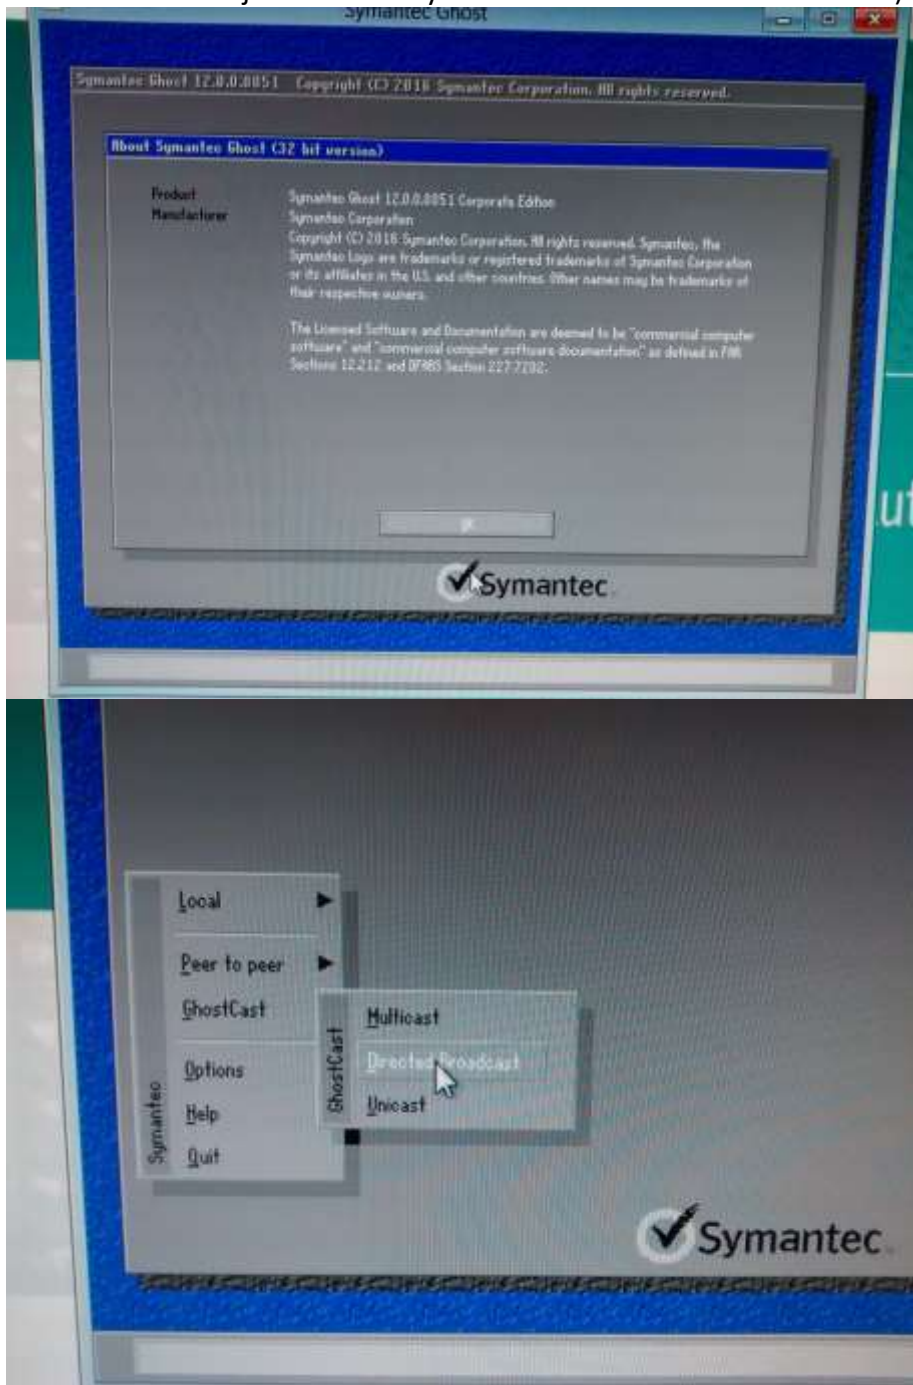 Symantec Ghost
Symantec Ghost 12.0.0.8051 Copyright (C) 2016 Symantec Corporation. All rights reserved.
About Symantec Ghost (32 bit version)
Product
Symantec Ghost 12.0.0.8051 Corporate Edition
Manufacturer
Symantec Corporation
Copyright (C) 2016 Symantec Corporation. All rights reserved. Symantec, the
Symantec Logo are trademarks or registered trademarks of Symantec Corporation
or its affiliates in the U.S. and other countries. Other names may be trademarks of
their respective owners.
The Licensed Software and Documentation are deemed to be "commercial computer
software" and "commercial computer software documentation" as defined in FAR
Sections 12.212 and DFARS Section 227.7202.
Symantec
Local
Peer to peer
GhostCast
Options
Help
Quit
Symantec
GhostCast
Multicast
Directed Broadcast
Unicast
Symantec